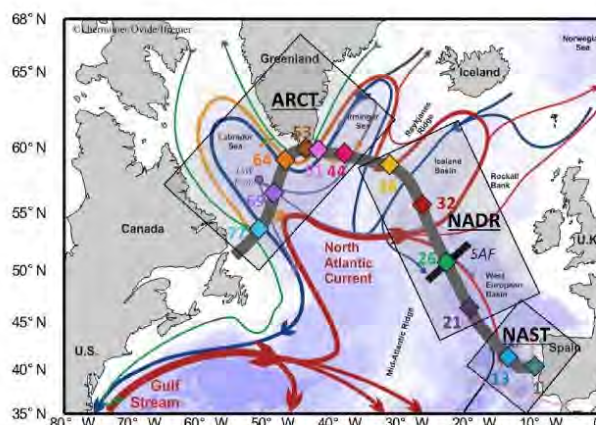 68° N
65° N
60° N
55° N
50° N
45° N
40° N
35° N
©Lherminier/Ovide/Ifremer
Greenland
Iceland
Norwegian
Sea
ARCT
Labrador
Sea
Irminger Sea
Reykjanes
Ridge
Iceland
Basin
Rockall
Bank
53
64
44
69
77
32
NADR
26
SAF
West
European
Basin
21
NAST
13
1
Canada
U.S.
U.K.
Spain
North
Atlantic
Current
Mid-Atlantic Ridge
Gulf
Stream
80° W
70° W
60° W
50° W
40° W
30° W
20° W
10° W
0° W